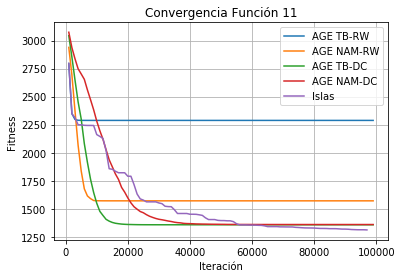 Convergencia Función 11
AGE TB-RW
AGE NAM-RW
AGE TB-DC
AGE NAM-DC
Islas
Fitness
3000
2750
2500
2250
2000
1750
1500
1250
0 20000 40000 60000 80000 100000
Iteración